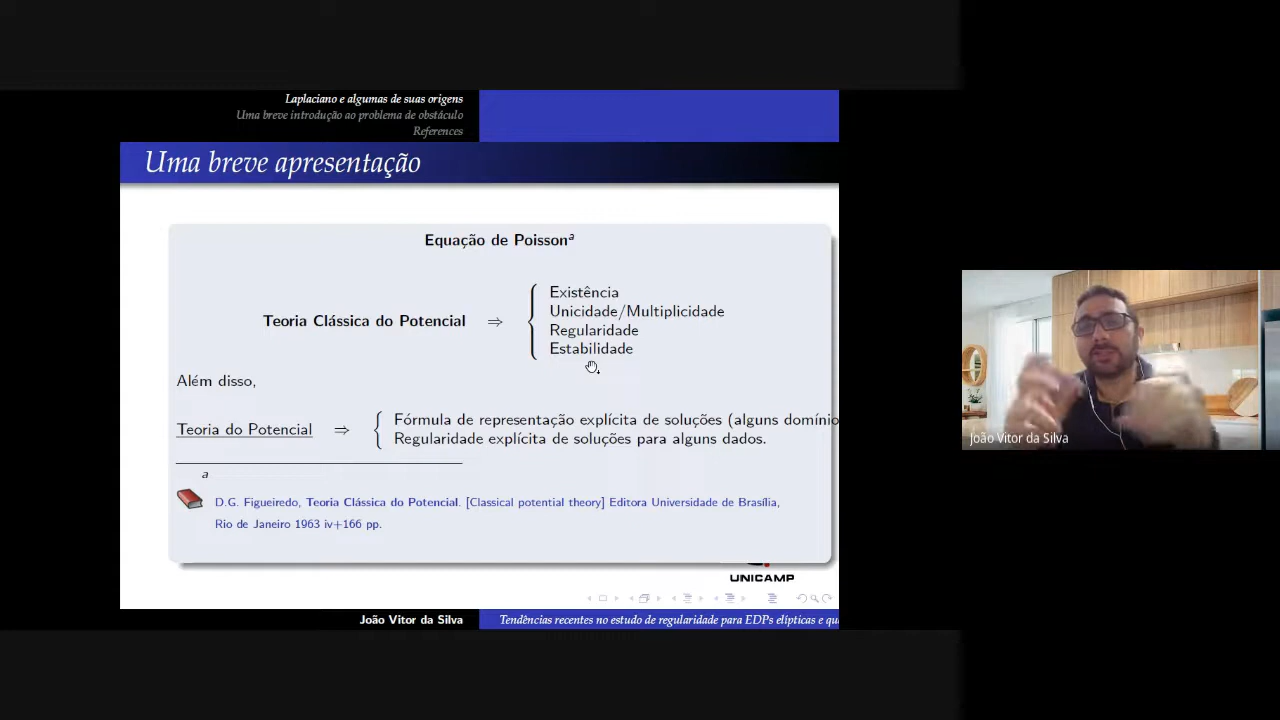 Laplaciano e algumas de suas origens
Uma breve introdução ao problema de obstáculo
References
Uma breve apresentação
Equação de Poissonᵃ
Teoria Clássica do Potencial ⇒ { Existência
Unicidade/Multiplicidade
Regularidade
Estabilidade
Além disso,
Teoria do Potencial ⇒ { Fórmula de representação explícita de soluções (alguns domínio
Regularidade explícita de soluções para alguns dados.
a
D.G. Figueiredo, Teoria Clássica do Potencial. [Classical potential theory] Editora Universidade de Brasília,
Rio de Janeiro 1963 iv+166 pp.
UNICAMP
João Vitor da Silva
Tendências recentes no estudo de regularidade para EDPs elípticas e qu
João Vitor da Silva